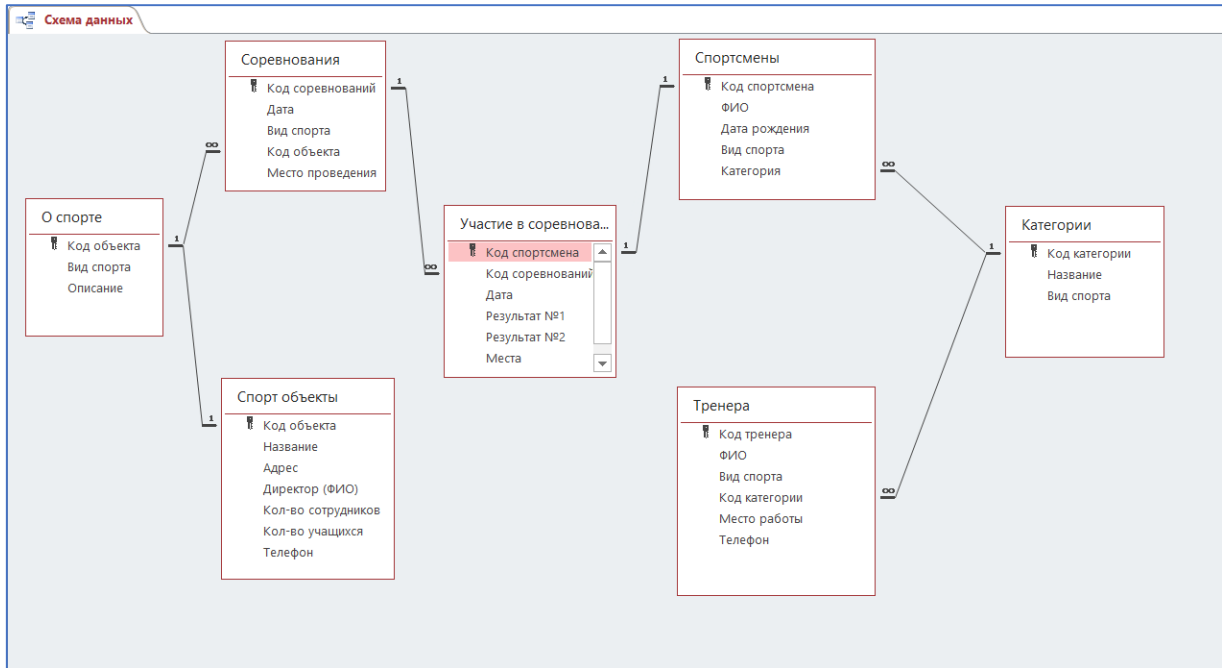 Схема данных
Соревнования
Код соревнований
Дата
Вид спорта
Код объекта
Место проведения
1
∞
О спорте
Код объекта
Вид спорта
Описание
1
Спорт объекты
Код объекта
Название
Адрес
Директор (ФИО)
Кол-во сотрудников
Кол-во учащихся
Телефон
1
Участие в соревнова...
Код спортсмена
Код соревнований
Дата
Результат №1
Результат №2
Места
∞
1
Спортсмены
Код спортсмена
ФИО
Дата рождения
Вид спорта
Категория
1
∞
Тренера
Код тренера
ФИО
Вид спорта
Код категории
Место работы
Телефон
∞
Категории
Код категории
Название
Вид спорта
1